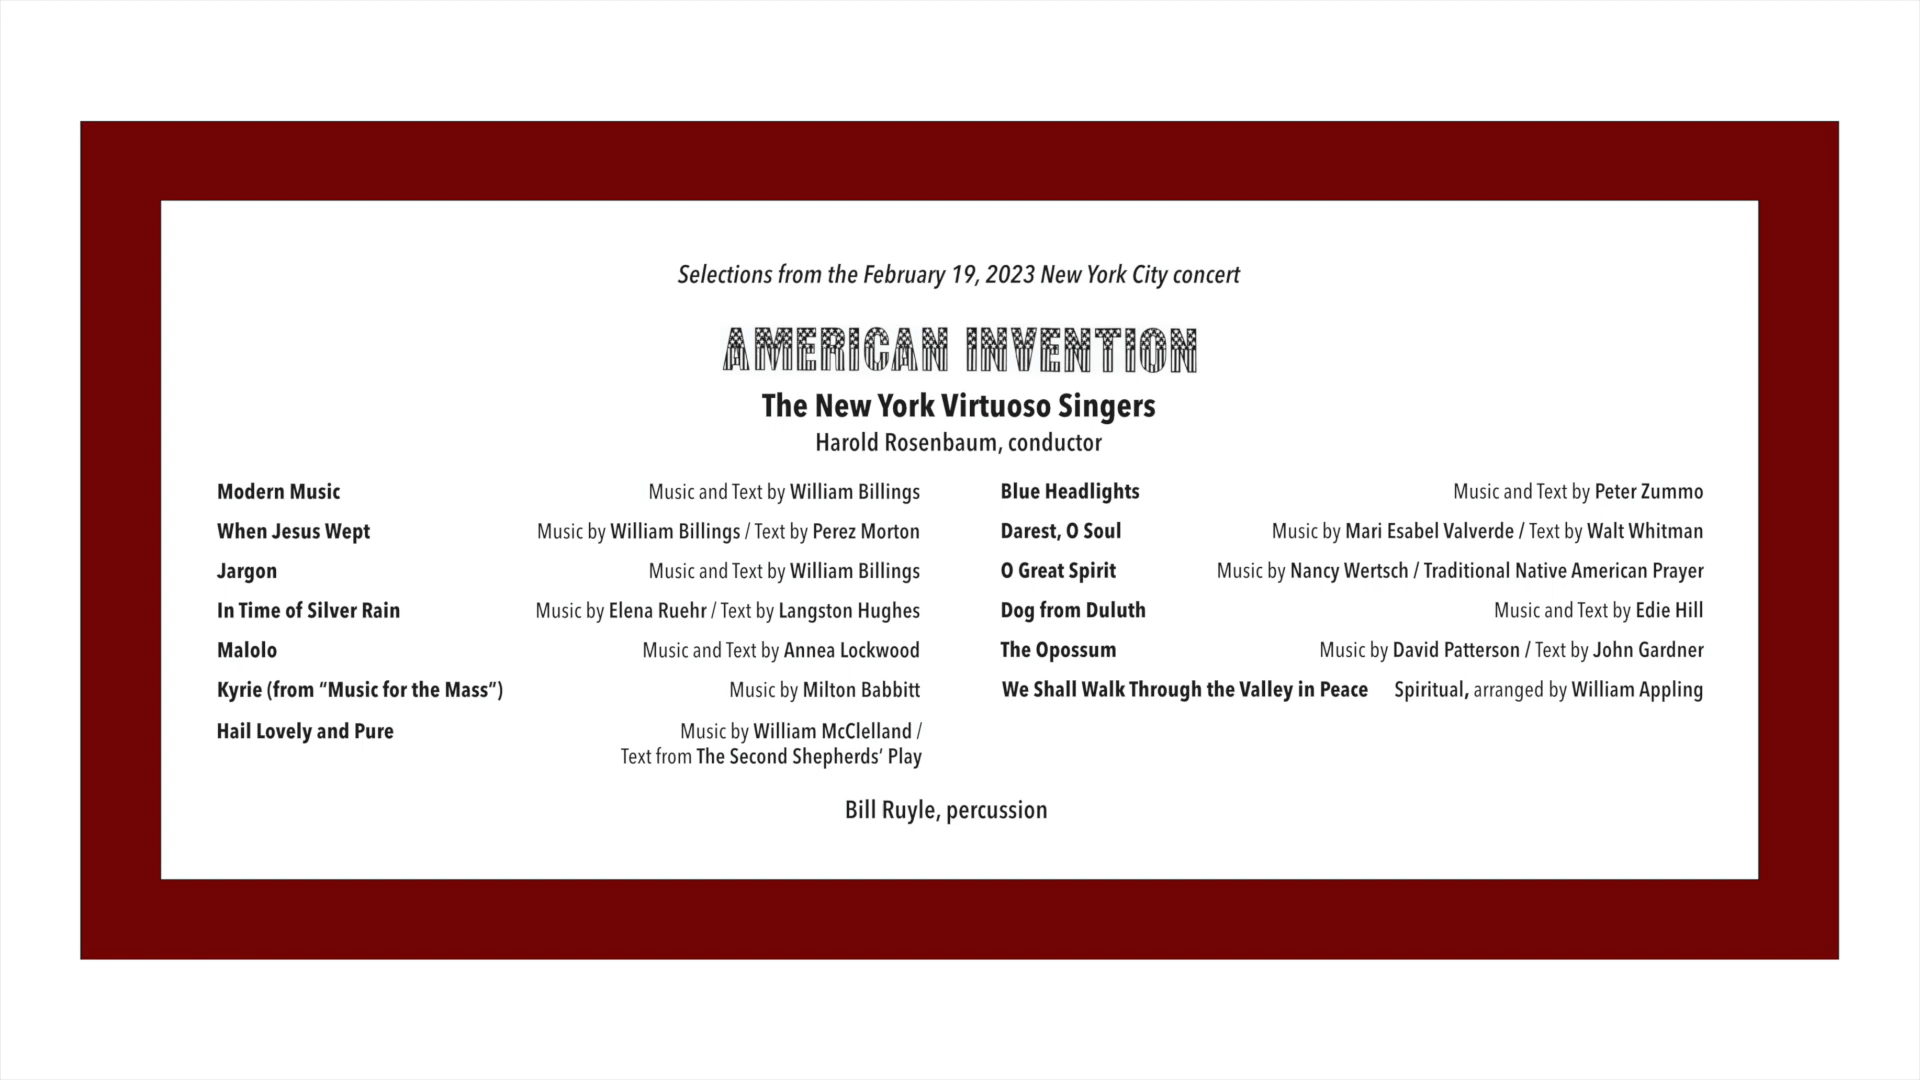 Selections from the February 19, 2023 New York City concert
AMERICAN INVENTION
The New York Virtuoso Singers
Harold Rosenbaum, conductor
Modern Music Music and Text by William Billings
When Jesus Wept Music by William Billings / Text by Perez Morton
Jargon Music and Text by William Billings
In Time of Silver Rain Music by Elena Ruehr / Text by Langston Hughes
Malolo Music and Text by Annea Lockwood
Kyrie (from “Music for the Mass”) Music by Milton Babbitt
Hail Lovely and Pure Music by William McClelland /
Text from The Second Shepherds’ Play
Blue Headlights Music and Text by Peter Zummo
Darest, O Soul Music by Mari Esabel Valverde / Text by Walt Whitman
O Great Spirit Music by Nancy Wertsch / Traditional Native American Prayer
Dog from Duluth Music and Text by Edie Hill
The Opossum Music by David Patterson / Text by John Gardner
We Shall Walk Through the Valley in Peace Spiritual, arranged by William Appling
Bill Ruyle, percussion